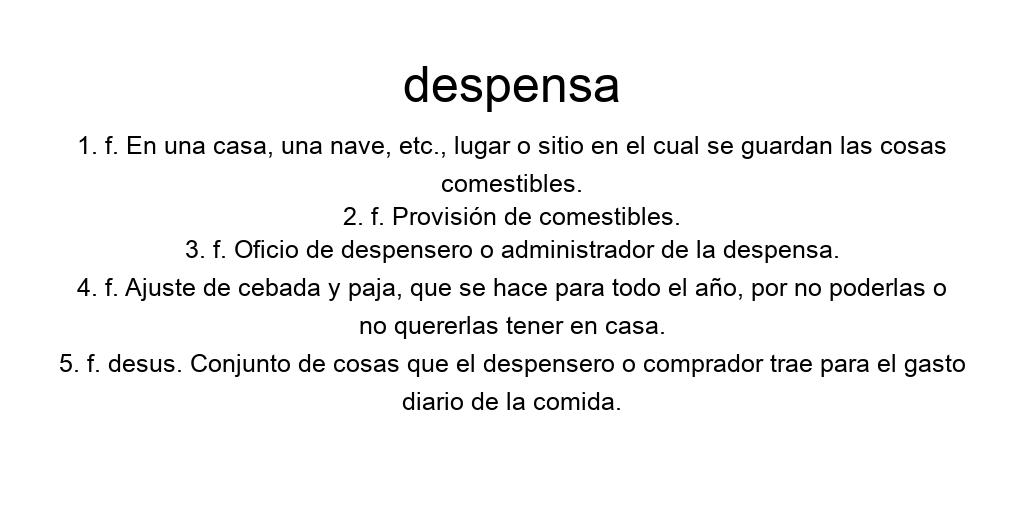 despensa
1. f. En una casa, una nave, etc., lugar o sitio en el cual se guardan las cosas
comestibles.
2. f. Provisión de comestibles.
3. f. Oficio de despensero o administrador de la despensa.
4. f. Ajuste de cebada y paja, que se hace para todo el año, por no poderlas o
no quererlas tener en casa.
5. f. desus. Conjunto de cosas que el despensero o comprador trae para el gasto
diario de la comida.